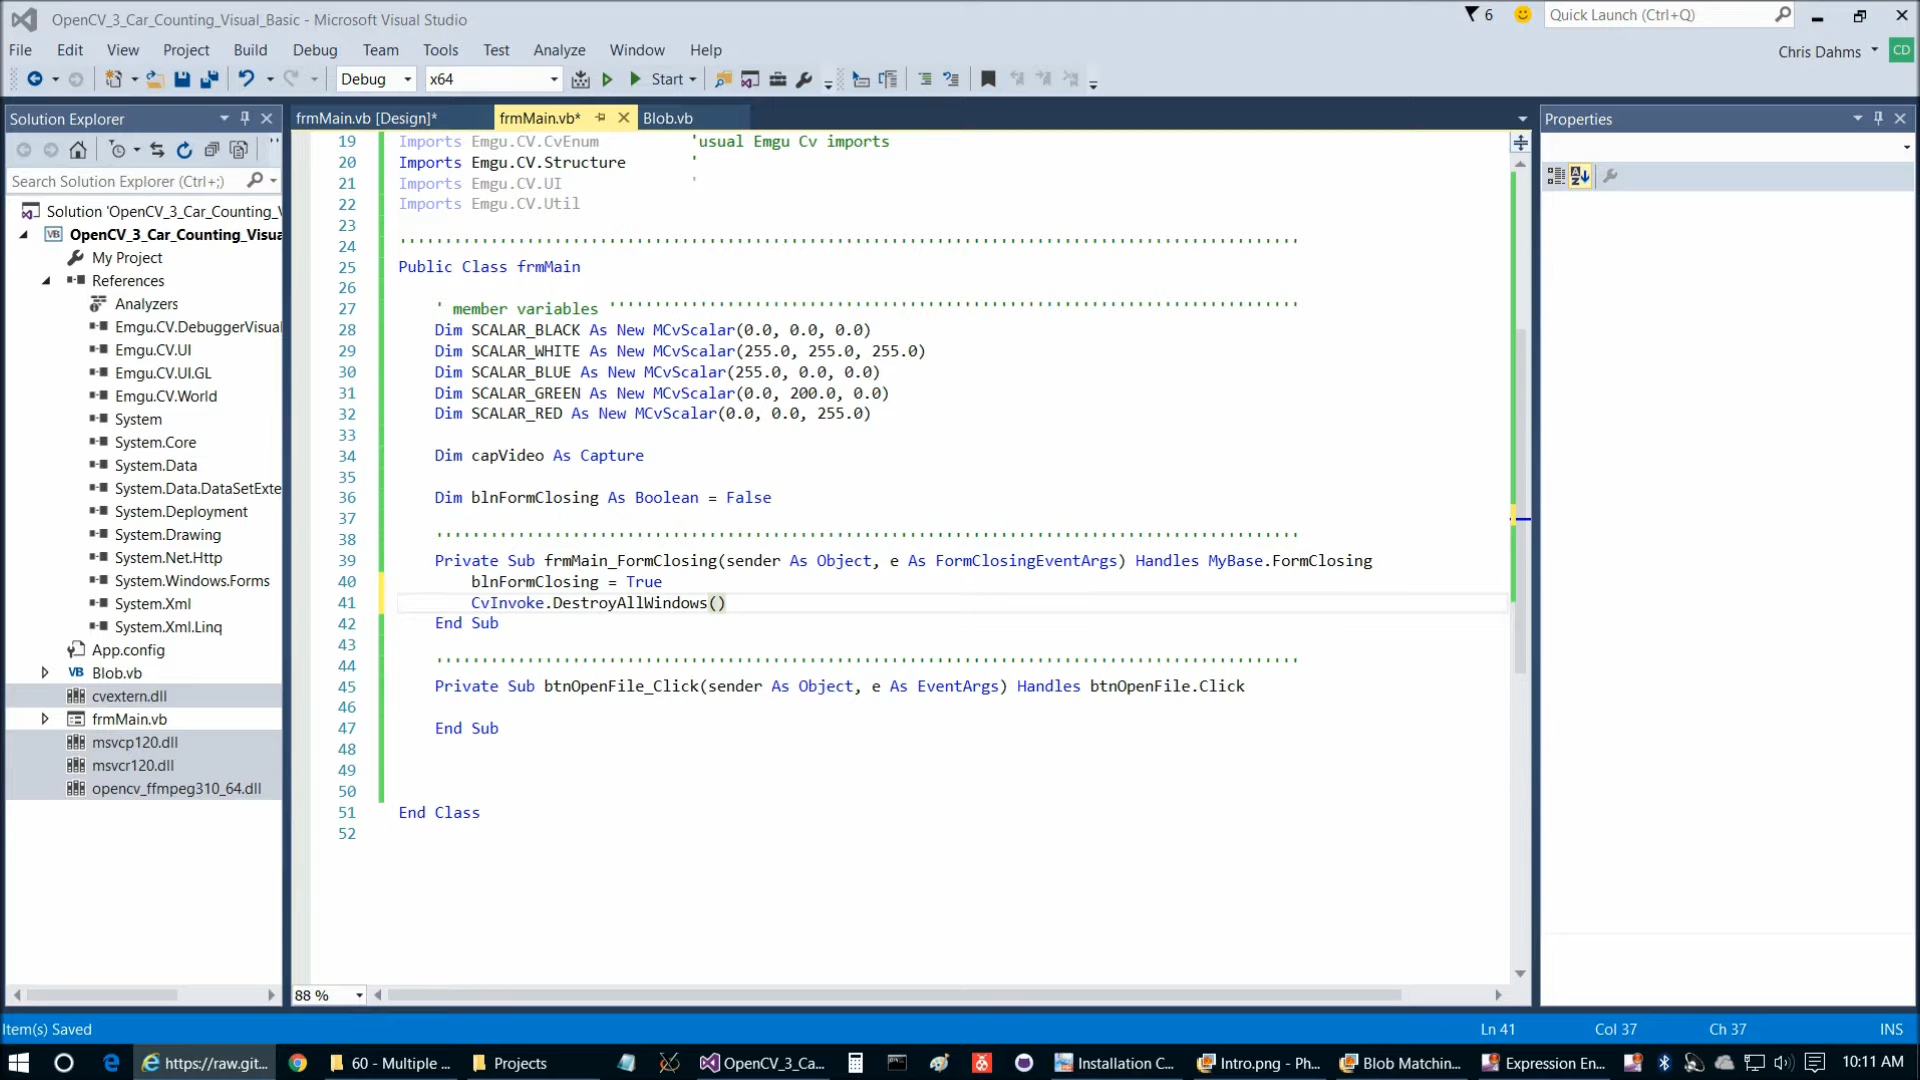 OpenCV_3_Car_Counting_Visual_Basic - Microsoft Visual Studio
6
Quick Launch (Ctrl+Q)
File Edit View Project Build Debug Team Tools Test Analyze Window Help
Chris Dahms
CD
Debug
x64
Start
Solution Explorer
frmMain.vb [Design]*
frmMain.vb*
Blob.vb
Properties
Search Solution Explorer (Ctrl+;)
Solution 'OpenCV_3_Car_Counting_V
VB OpenCV_3_Car_Counting_Visua
My Project
References
Analyzers
Emgu.CV.DebuggerVisual
Emgu.CV.UI
Emgu.CV.UI.GL
Emgu.CV.World
System
System.Core
System.Data
System.Data.DataSetExte
System.Deployment
System.Drawing
System.Net.Http
System.Windows.Forms
System.Xml
System.Xml.Linq
App.config
VB Blob.vb
cvextern.dll
frmMain.vb
msvcp120.dll
msvcr120.dll
opencv_ffmpeg310_64.dll
19 Imports Emgu.CV.CvEnum 'usual Emgu Cv imports
20 Imports Emgu.CV.Structure '
21 Imports Emgu.CV.UI '
22 Imports Emgu.CV.Util
23
24 '''''''''''''''''''''''''''''''''''''''''''''''''''''''''''''''''''''''''''''''''''''''''''''''''''
25 Public Class frmMain
26
27 ' member variables ''''''''''''''''''''''''''''''''''''''''''''''''''''''''''''''''''''''''''''
28 Dim SCALAR_BLACK As New MCvScalar(0.0, 0.0, 0.0)
29 Dim SCALAR_WHITE As New MCvScalar(255.0, 255.0, 255.0)
30 Dim SCALAR_BLUE As New MCvScalar(255.0, 0.0, 0.0)
31 Dim SCALAR_GREEN As New MCvScalar(0.0, 200.0, 0.0)
32 Dim SCALAR_RED As New MCvScalar(0.0, 0.0, 255.0)
33
34 Dim capVideo As Capture
35
36 Dim blnFormClosing As Boolean = False
37
38 '''''''''''''''''''''''''''''''''''''''''''''''''''''''''''''''''''''''''''''''''''''''''''''''
39 Private Sub frmMain_FormClosing(sender As Object, e As FormClosingEventArgs) Handles MyBase.FormClosing
40 blnFormClosing = True
41 CvInvoke.DestroyAllWindows()
42 End Sub
43
44 '''''''''''''''''''''''''''''''''''''''''''''''''''''''''''''''''''''''''''''''''''''''''''''''
45 Private Sub btnOpenFile_Click(sender As Object, e As EventArgs) Handles btnOpenFile.Click
46
47 End Sub
48
49
50
51 End Class
52
88 %
Item(s) Saved
Ln 41
Col 37
Ch 37
INS
https://raw.git...
60 - Multiple ...
Projects
OpenCV_3_Ca...
Installation C...
Intro.png - Ph...
Blob Matchin...
Expression En...
10:11 AM